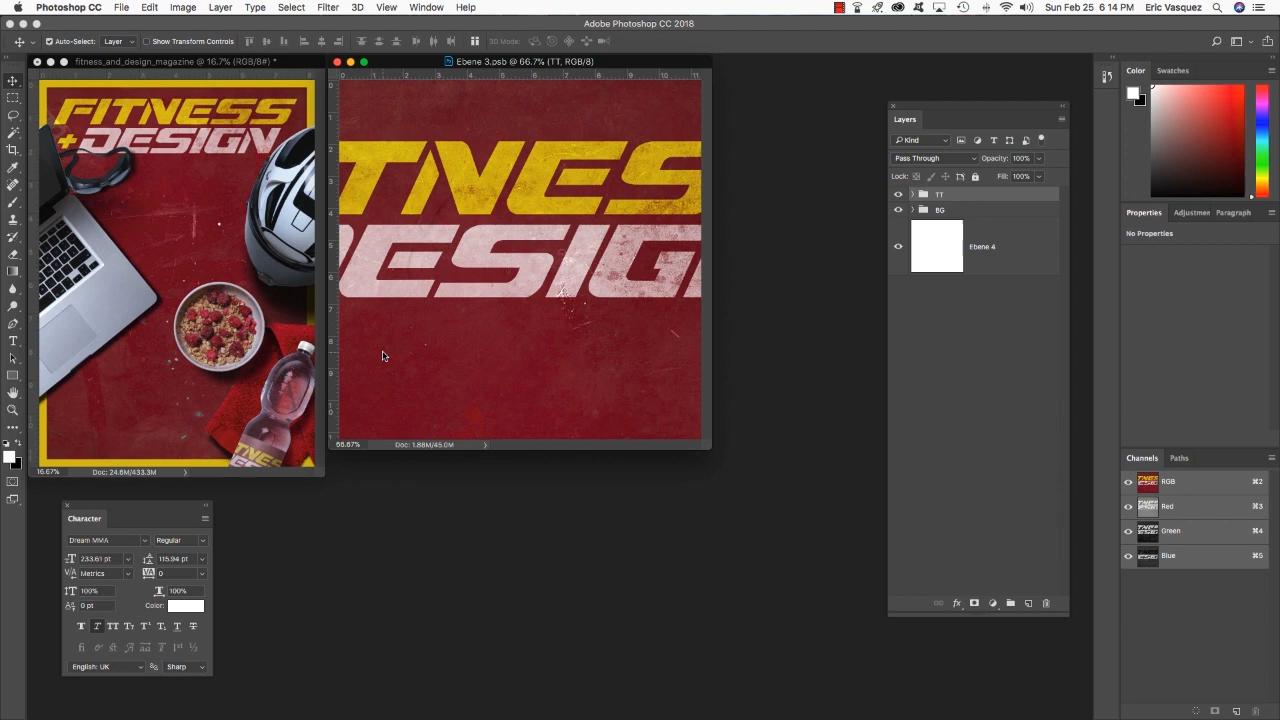 Photoshop CC File Edit Image Layer Type Select Filter 3D View Window Help Sun Feb 25 6:14 PM Eric Vasquez
Adobe Photoshop CC 2018
Auto-Select: Layer Show Transform Controls 3D Mode:
fitness_and_design_magazine @ 16.7% (RGB/8#) *
Ebene 3.psb @ 66.7% (TT, RGB/8)
FITNESS
+DESIGN
TNES
DESIG
16.67% Doc: 24.6M/433.3M
66.67% Doc: 1.88M/45.0M
Character
Dream MMA Regular
233.61 pt 115.94 pt
Metrics 0
100% 100%
0 pt Color:
English: UK Sharp
Layers
Kind
Pass Through Opacity: 100%
Lock: Fill: 100%
TT
BG
Ebene 4
Color Swatches
Properties Adjustmen Paragraph
No Properties
Channels Paths
RGB ⌘2
Red ⌘3
Green ⌘4
Blue ⌘5